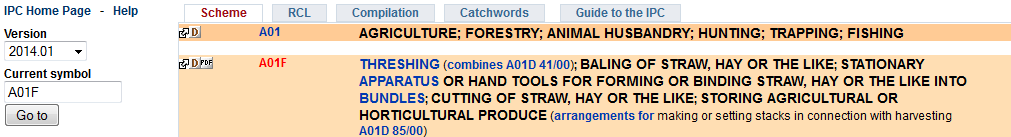 IPC Home Page - Help
Scheme RCL Compilation Catchwords Guide to the IPC
Version
2014.01
Current symbol
A01F
Go to
D A01 AGRICULTURE; FORESTRY; ANIMAL HUSBANDRY; HUNTING; TRAPPING; FISHING
D PDF A01F THRESHING (combines A01D 41/00); BALING OF STRAW, HAY OR THE LIKE; STATIONARY
APPARATUS OR HAND TOOLS FOR FORMING OR BINDING STRAW, HAY OR THE LIKE INTO
BUNDLES; CUTTING OF STRAW, HAY OR THE LIKE; STORING AGRICULTURAL OR
HORTICULTURAL PRODUCE (arrangements for making or setting stacks in connection with harvesting
A01D 85/00)